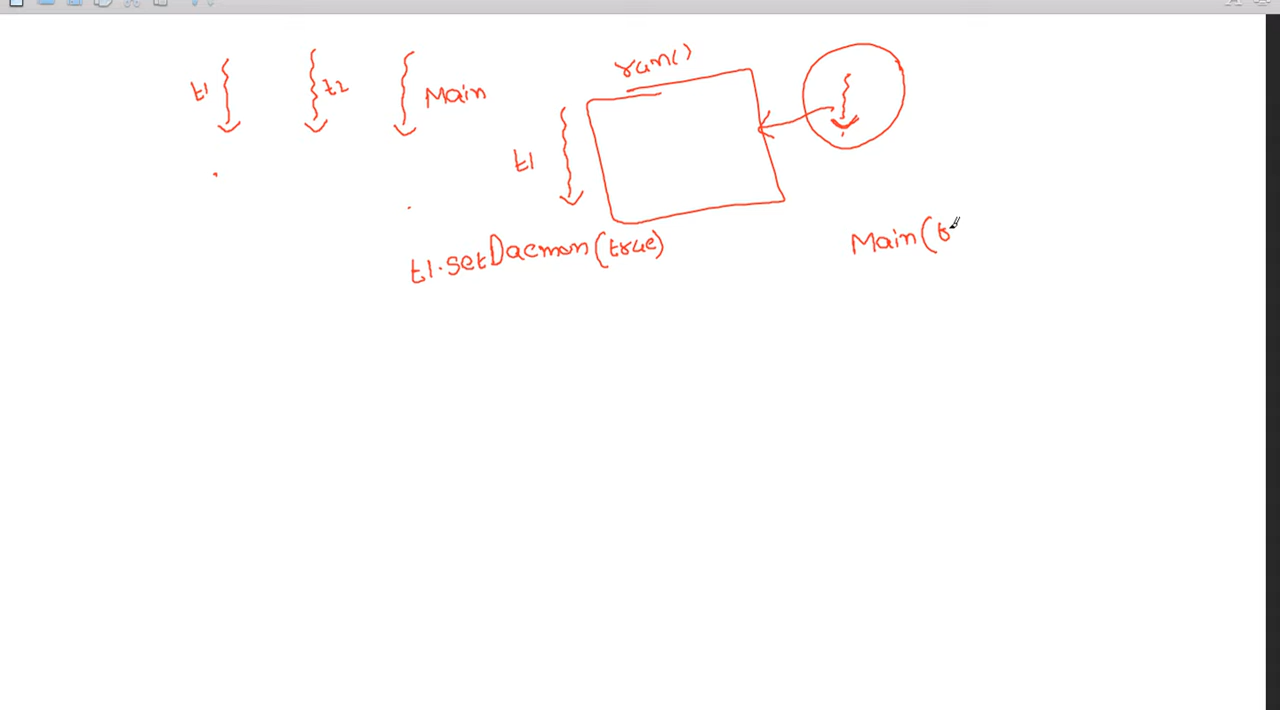 t1
t2
Main
run()
t1
t1.setDaemon(true)
Main(t